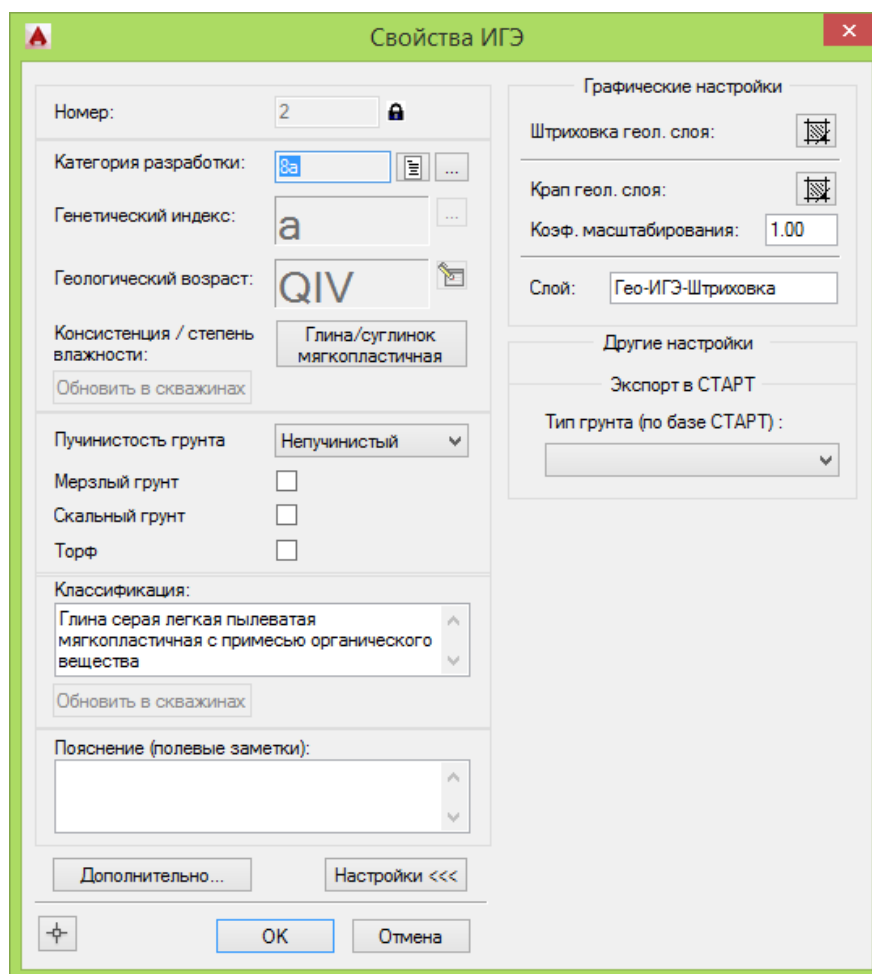 Свойства ИГЭ
Номер:
2
Категория разработки:
8а
...
Генетический индекс:
a
...
Геологический возраст:
QIV
Консистенция / степень
влажности:
Глина/суглинок
мягкопластичная
Обновить в скважинах
Пучинистость грунта
Непучинистый
Мерзлый грунт
Скальный грунт
Торф
Классификация:
Глина серая легкая пылеватая
мягкопластичная с примесью органического
вещества
Обновить в скважинах
Пояснение (полевые заметки):
Дополнительно...
Настройки <<<
OK
Отмена
Графические настройки
Штриховка геол. слоя:
Крап геол. слоя:
Коэф. масштабирования:
1.00
Слой:
Гео-ИГЭ-Штриховка
Другие настройки
Экспорт в СТАРТ
Тип грунта (по базе СТАРТ) :